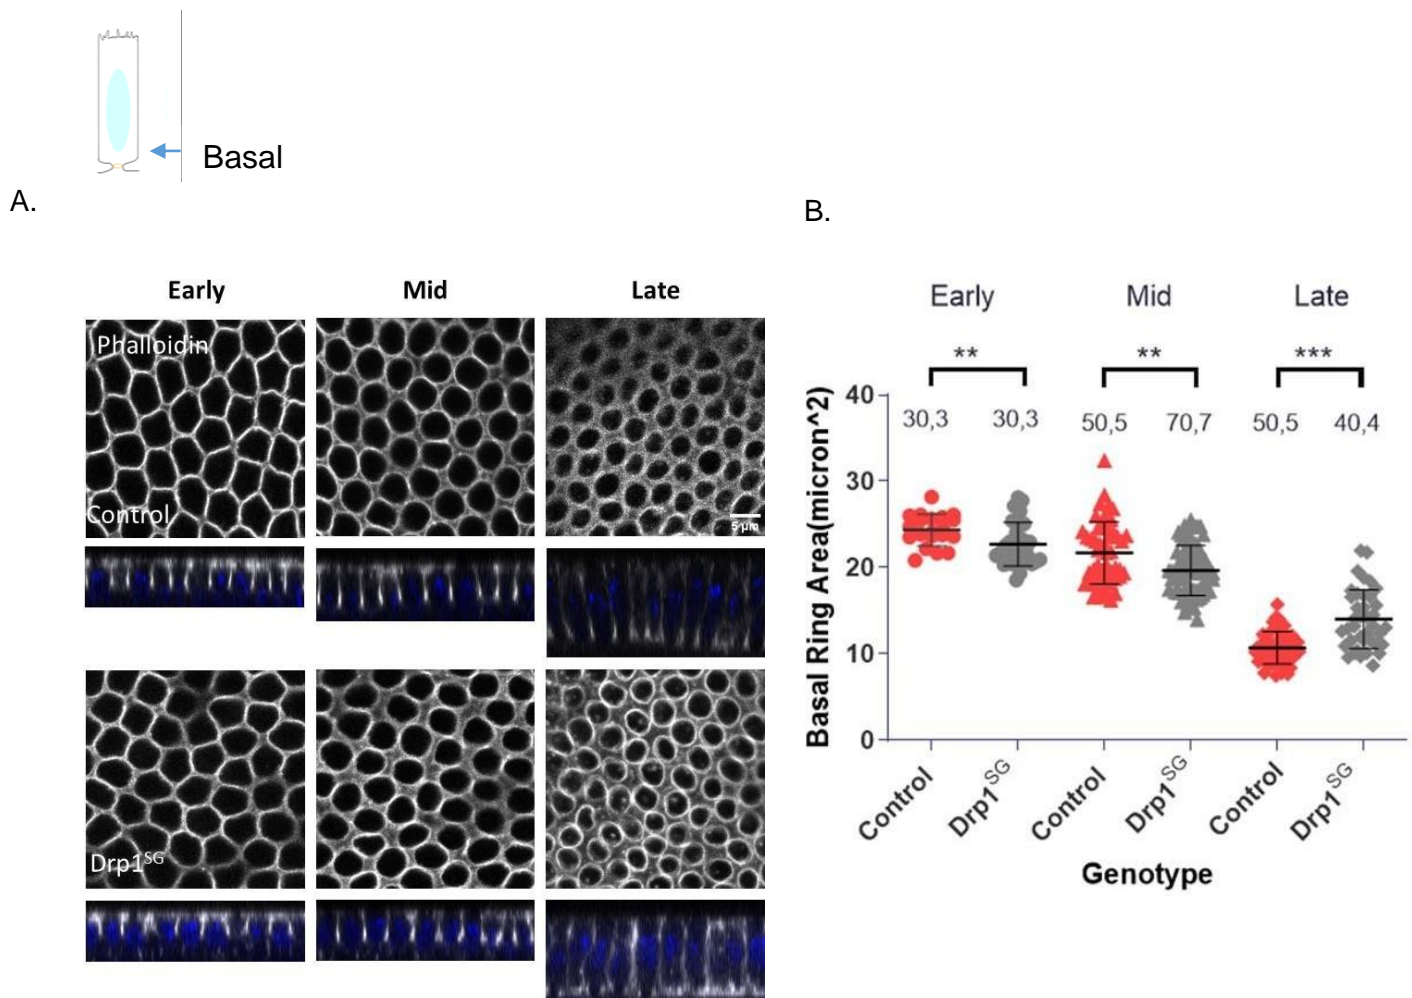 Basal
A.
B.
Early
Mid
Late
Phalloidin
Control
5 μm
Drp1SG
Early
Mid
Late
**
**
***
30,3
30,3
50,5
70,7
50,5
40,4
40
30
20
10
0
Basal Ring Area(micron^2)
Control
Drp1SG
Control
Drp1SG
Control
Drp1SG
Genotype